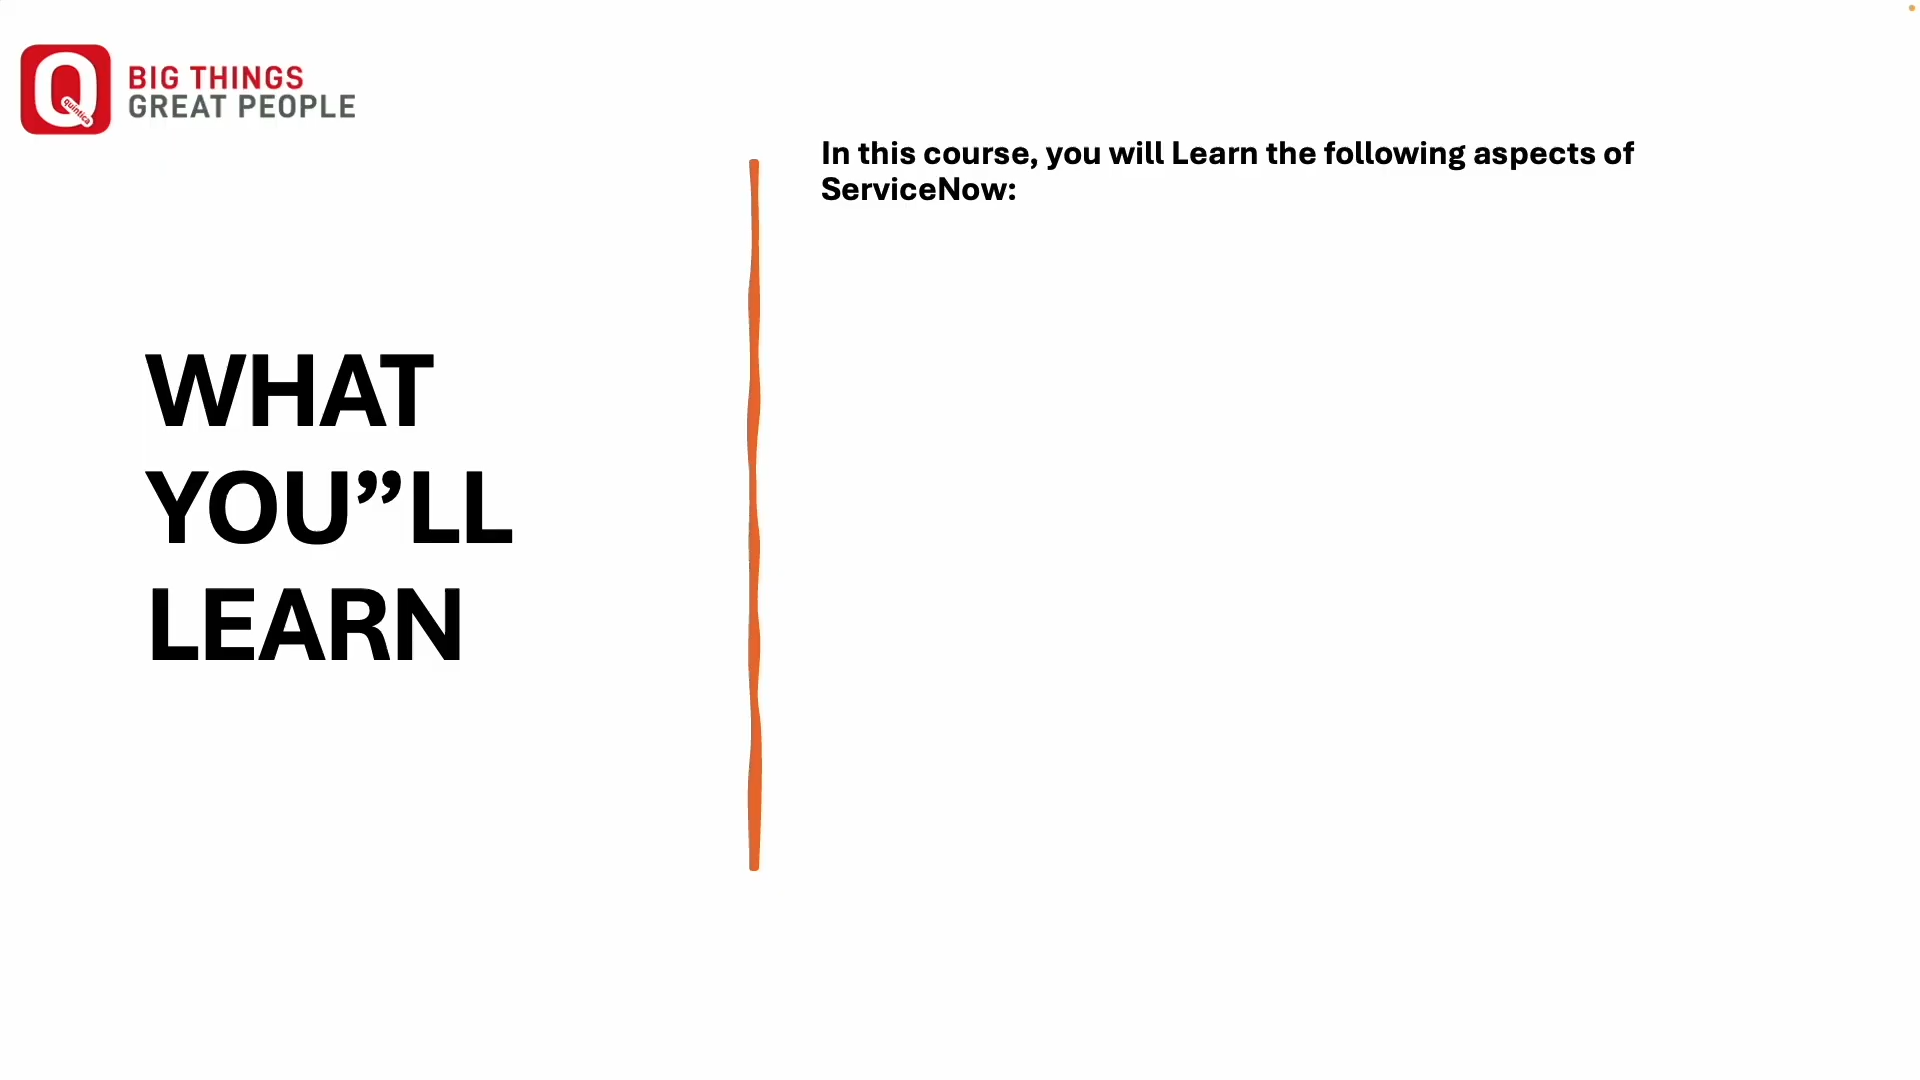 quintica
BIG THINGS
GREAT PEOPLE
In this course, you will Learn the following aspects of
ServiceNow:
WHAT
YOU”LL
LEARN